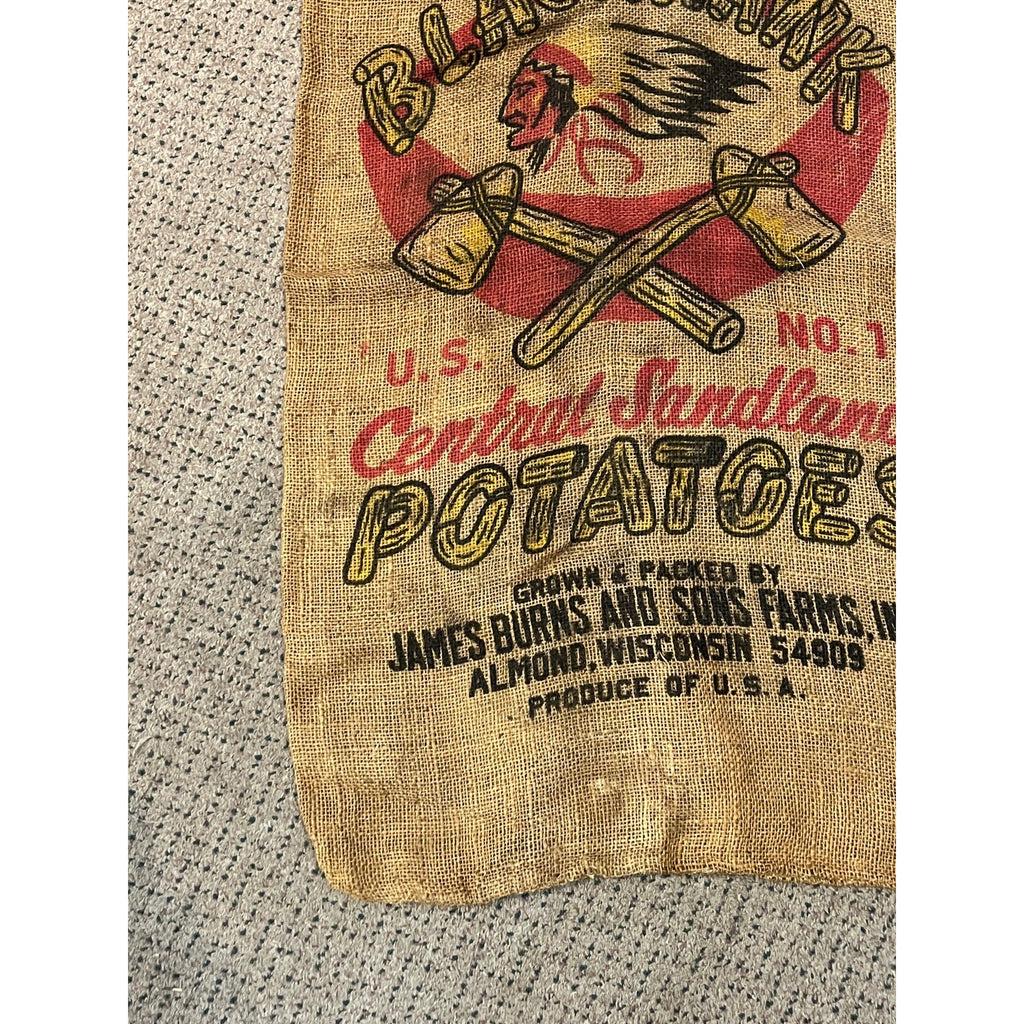 BLACKHAWK
U.S. NO. 1
Central Sandland
POTATOES
GROWN & PACKED BY
JAMES BURNS AND SONS FARMS, IN
ALMOND, WISCONSIN 54909
PRODUCE OF U.S.A.